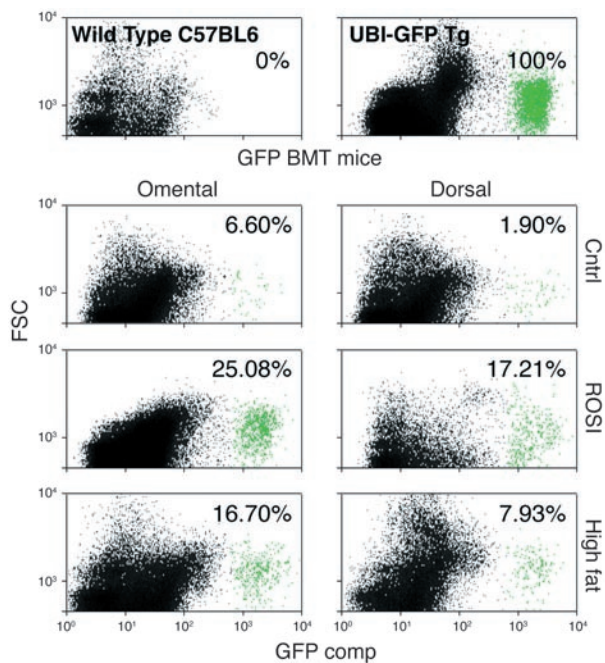 Wild Type C57BL6
0%
UBI-GFP Tg
100%
10⁴
10³
GFP BMT mice
Omental
Dorsal
10⁴
10³
6.60%
1.90%
Cntrl
FSC
10⁴
10³
25.08%
17.21%
ROSI
10⁴
10³
16.70%
7.93%
High fat
10⁰ 10¹ 10² 10³ 10⁴
10⁰ 10¹ 10² 10³ 10⁴
GFP comp